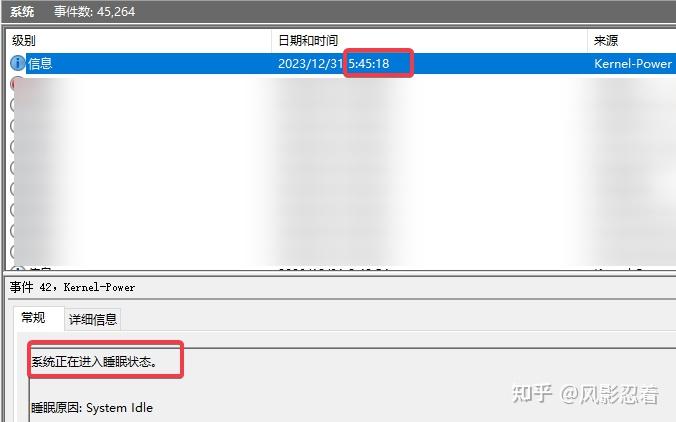 系统 事件数: 45,264
级别 日期和时间 来源
信息 2023/12/31 5:45:18 Kernel-Power
事件 42，Kernel-Power
常规 详细信息
系统正在进入睡眠状态。
睡眠原因: System Idle
知乎 @风影忍着